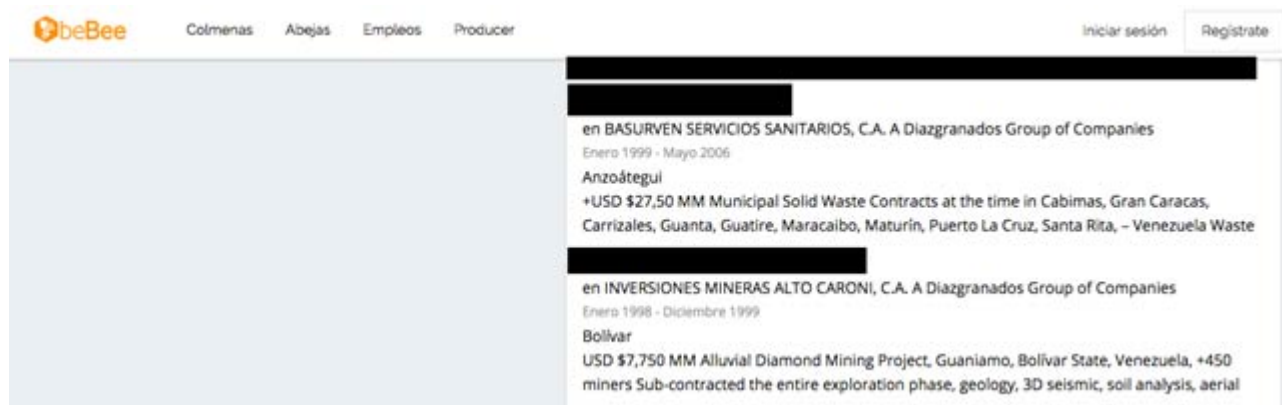 beBee Colmenas Abejas Empleos Producer Iniciar sesión Regístrate
en BASURVEN SERVICIOS SANITARIOS, C.A. A Diazgranados Group of Companies
Enero 1999 - Mayo 2006
Anzoátegui
+USD $27,50 MM Municipal Solid Waste Contracts at the time in Cabimas, Gran Caracas,
Carrizales, Guanta, Guatire, Maracaibo, Maturín, Puerto La Cruz, Santa Rita, – Venezuela Waste
en INVERSIONES MINERAS ALTO CARONI, C.A. A Diazgranados Group of Companies
Enero 1998 - Diciembre 1999
Bolívar
USD $7,750 MM Alluvial Diamond Mining Project, Guaniamo, Bolívar State, Venezuela, +450
miners Sub-contracted the entire exploration phase, geology, 3D seismic, soil analysis, aerial